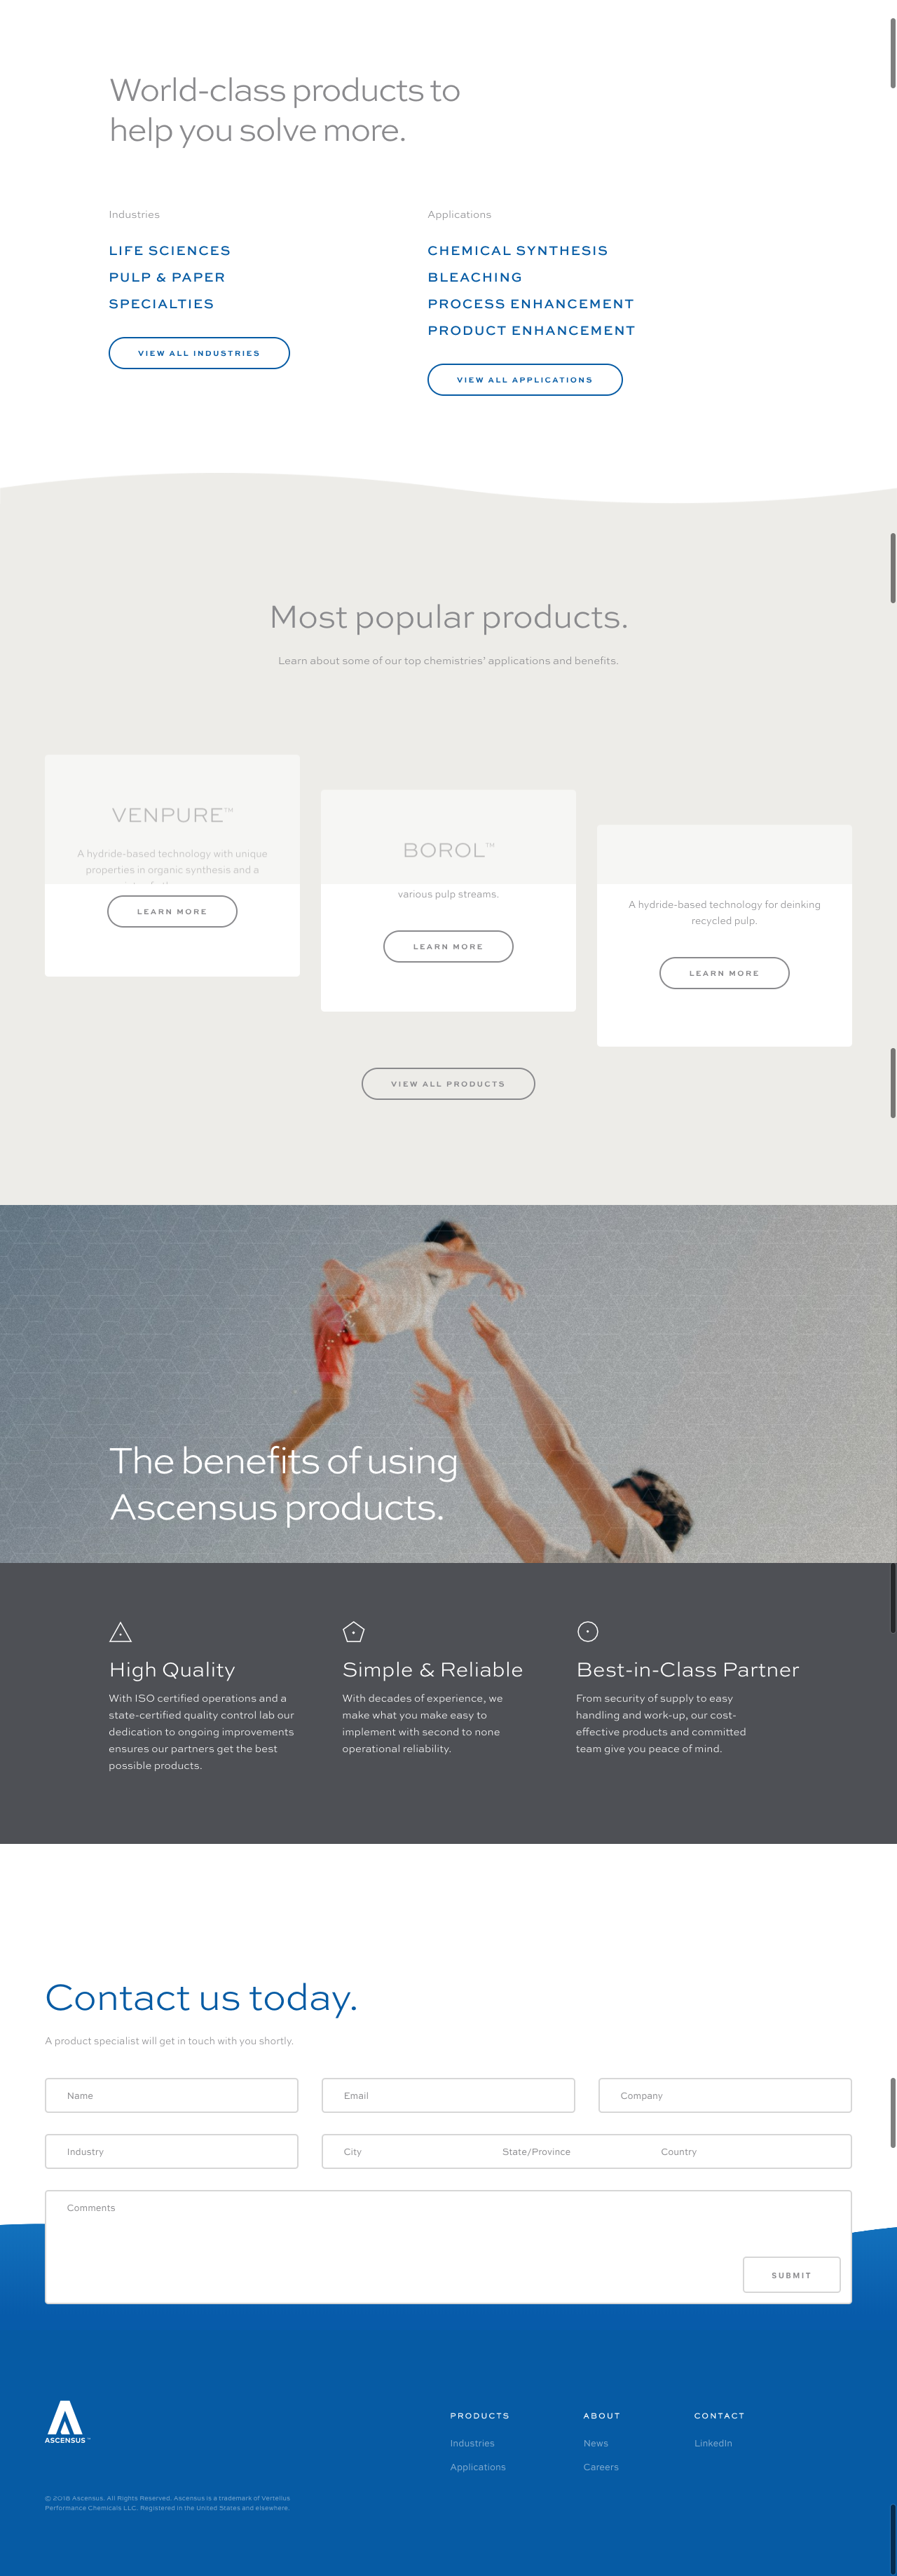 World-class products to
help you solve more.
Industries
LIFE SCIENCES
PULP & PAPER
SPECIALTIES
VIEW ALL INDUSTRIES
Applications
CHEMICAL SYNTHESIS
BLEACHING
PROCESS ENHANCEMENT
PRODUCT ENHANCEMENT
VIEW ALL APPLICATIONS
Most popular products.
Learn about some of our top chemistries' applications and benefits.
VENPURE™
A hydride-based technology with unique
properties in organic synthesis and a
LEARN MORE
BOROL™
various pulp streams.
LEARN MORE
A hydride-based technology for deinking
recycled pulp.
LEARN MORE
VIEW ALL PRODUCTS
The benefits of using
Ascensus products.
High Quality
With ISO certified operations and a
state-certified quality control lab our
dedication to ongoing improvements
ensures our partners get the best
possible products.
Simple & Reliable
With decades of experience, we
make what you make easy to
implement with second to none
operational reliability.
Best-in-Class Partner
From security of supply to easy
handling and work-up, our cost-
effective products and committed
team give you peace of mind.
Contact us today.
A product specialist will get in touch with you shortly.
Name
Email
Company
Industry
City
State/Province
Country
Comments
SUBMIT
ASCENSUS™
PRODUCTS
Industries
Applications
ABOUT
News
Careers
CONTACT
LinkedIn
© 2018 Ascensus. All Rights Reserved. Ascensus is a trademark of Vertellus
Performance Chemicals LLC. Registered in the United States and elsewhere.